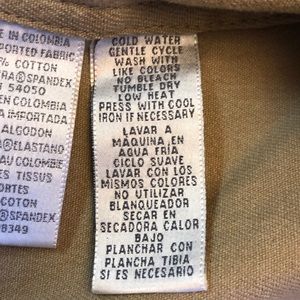 IN COLOMBIA
PORTED FABRIC
% COTTON
RA®SPANDEX
54050
EN COLOMBIA
A IMPORTADA
ALGODON
A®ELASTANO
AU COLOMBIE
ES TISSUS
ORTES
COTON
®SPANDEX
8349
COLD WATER
GENTLE CYCLE
WASH WITH
LIKE COLORS
NO BLEACH
TUMBLE DRY
LOW HEAT
PRESS WITH COOL
IRON IF NECESSARY
LAVAR A
MAQUINA EN
AGUA FRIA
CICLO SUAVE
LAVAR CON LOS
MISMOS COLORES
NO UTILIZAR
BLANQUEADOR
SECAR EN
SECADORA CALOR
BAJO
PLANCHAR CON
PLANCHA TIBIA
SI ES NECESARIO